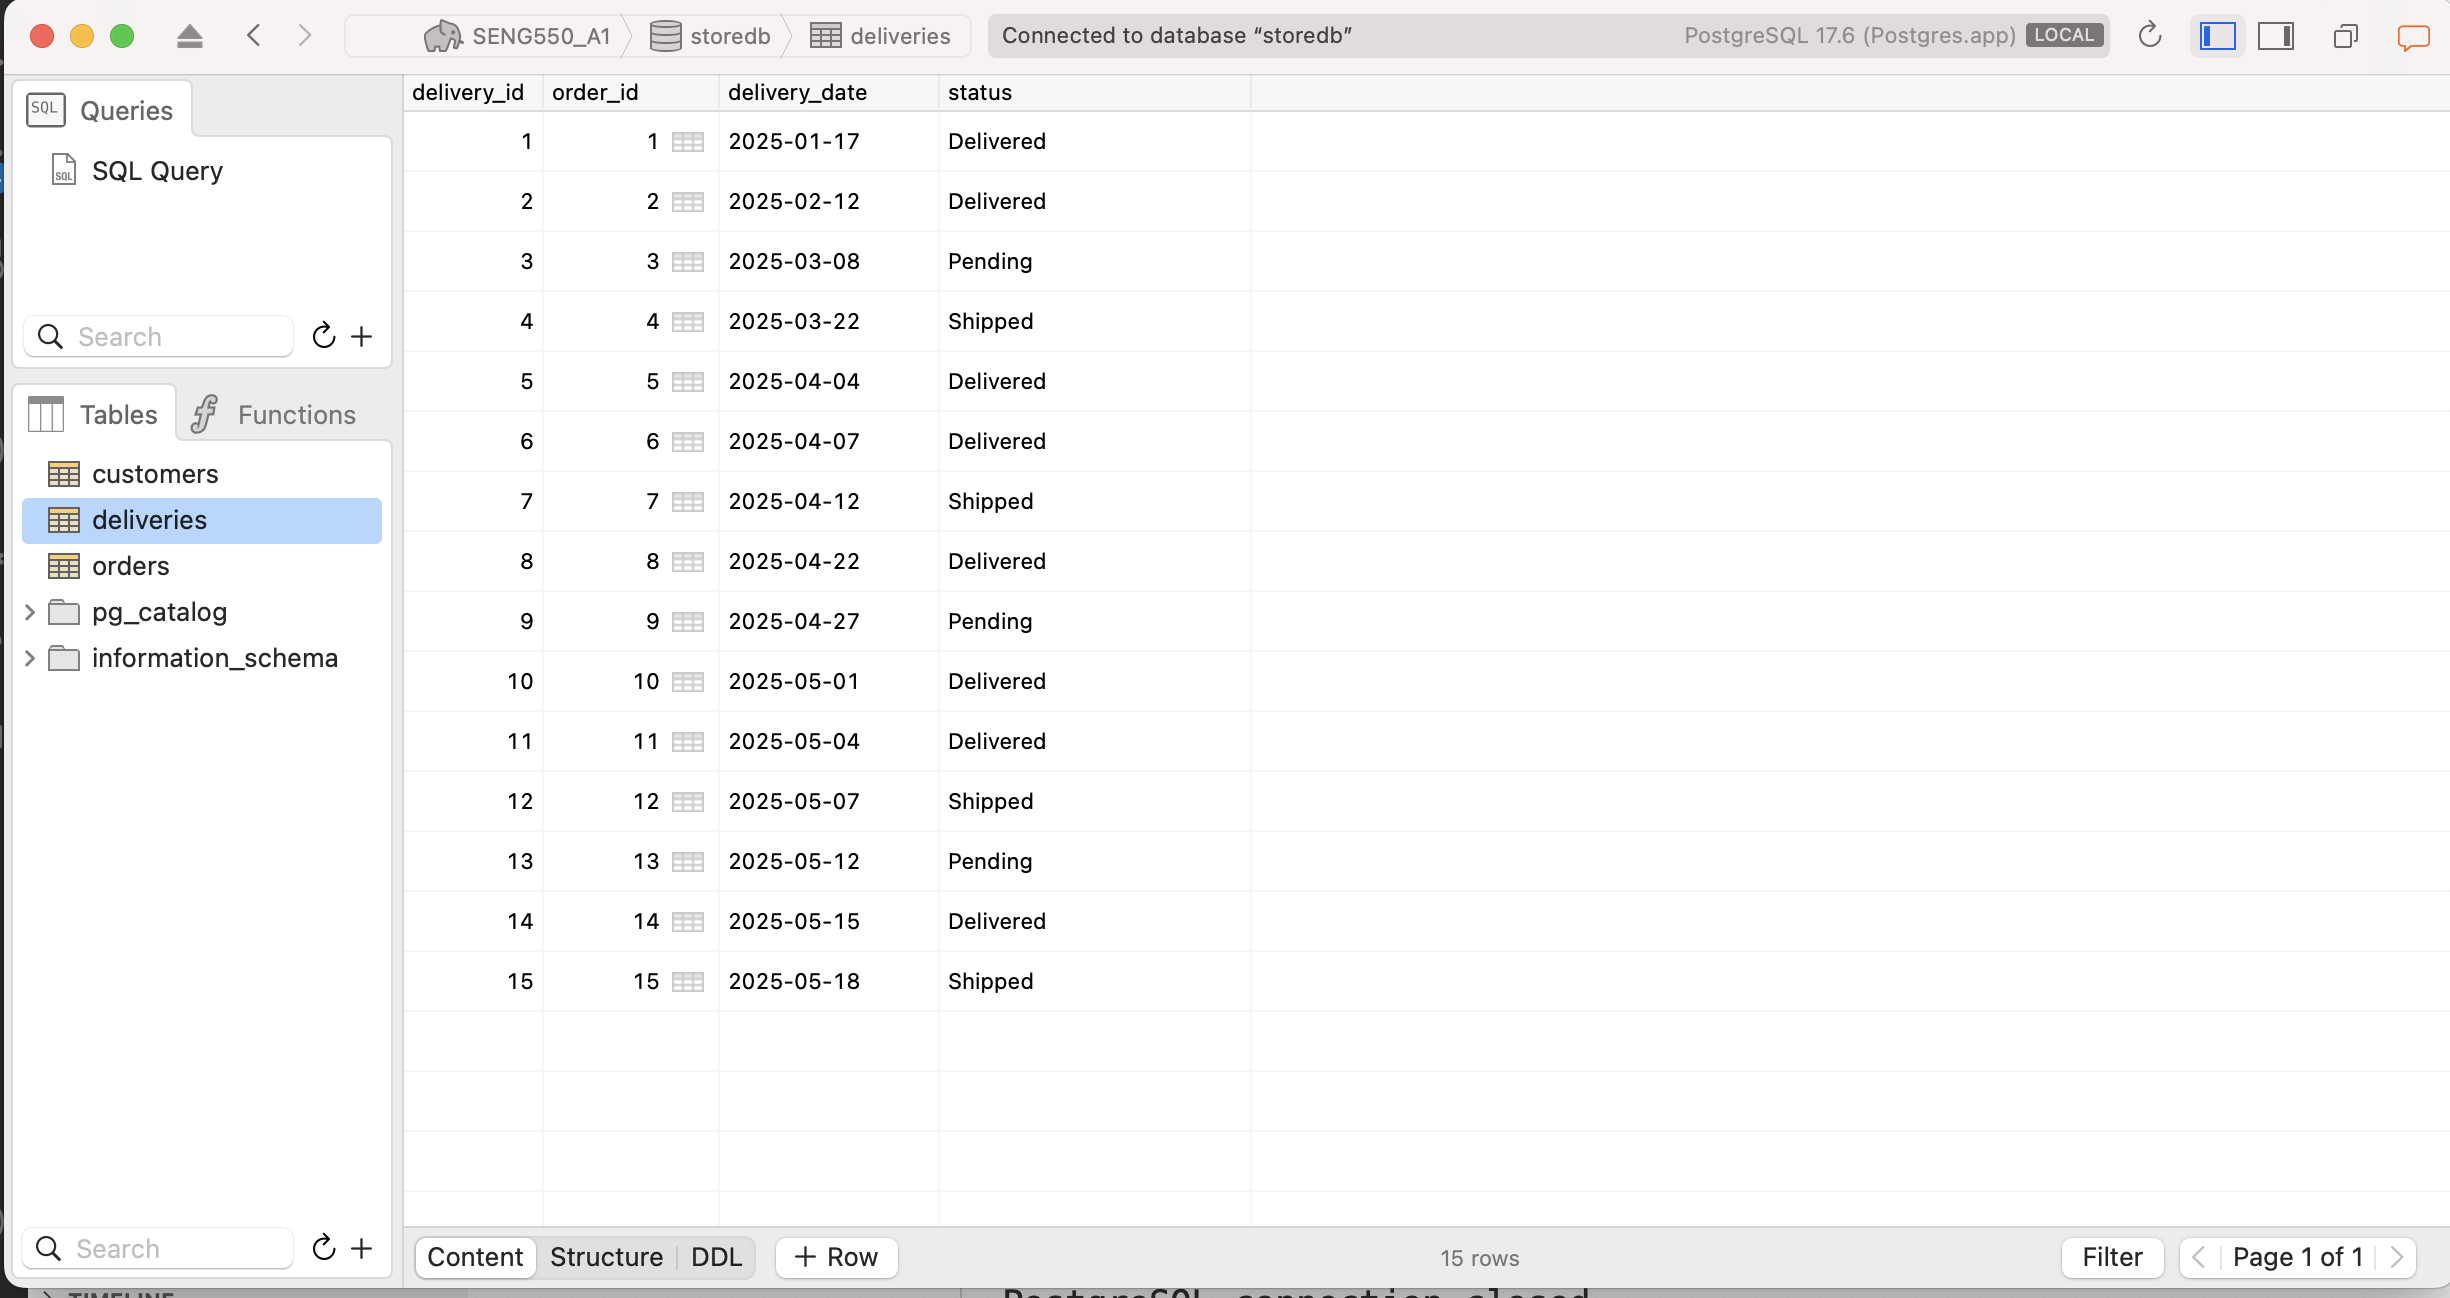 SENG550_A1 storedb deliveries Connected to database “storedb” PostgreSQL 17.6 (Postgres.app) LOCAL
SQL Queries
SQL SQL Query
Search
Tables Functions
customers
deliveries
orders
pg_catalog
information_schema
Search
delivery_id order_id delivery_date status
1 1 2025-01-17 Delivered
2 2 2025-02-12 Delivered
3 3 2025-03-08 Pending
4 4 2025-03-22 Shipped
5 5 2025-04-04 Delivered
6 6 2025-04-07 Delivered
7 7 2025-04-12 Shipped
8 8 2025-04-22 Delivered
9 9 2025-04-27 Pending
10 10 2025-05-01 Delivered
11 11 2025-05-04 Delivered
12 12 2025-05-07 Shipped
13 13 2025-05-12 Pending
14 14 2025-05-15 Delivered
15 15 2025-05-18 Shipped
Content Structure DDL + Row 15 rows Filter Page 1 of 1
TIMELINE PostgreSQL connection closed